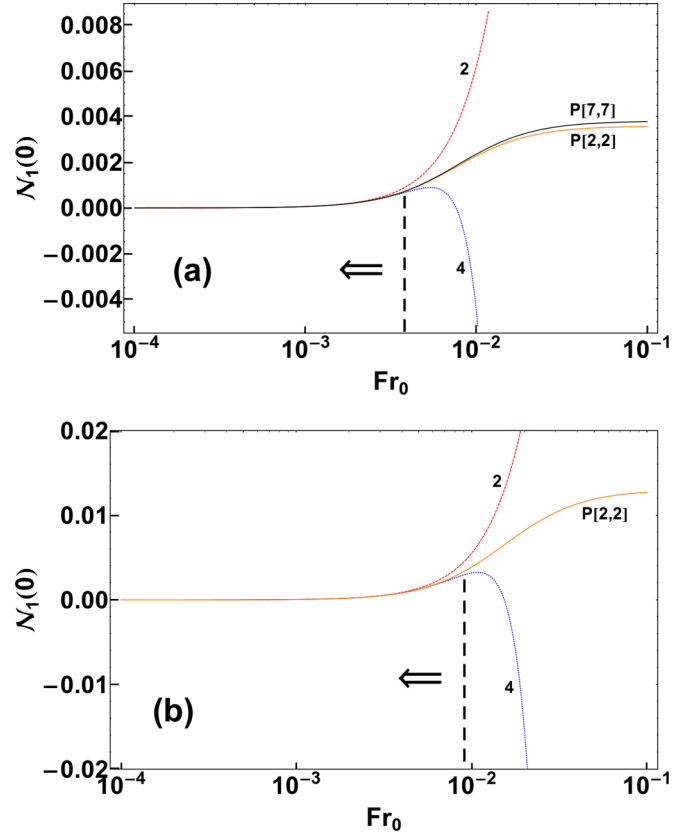 0.008
0.006
0.004
0.002
0.000
−0.002
−0.004
𝒩₁(0)
2
P[7,7]
P[2,2]
4
(a)
⇐
10⁻⁴
10⁻³
10⁻²
10⁻¹
Fr₀
0.02
0.01
0.00
−0.01
−0.02
𝒩₁(0)
2
P[2,2]
4
(b)
⇐
10⁻⁴
10⁻³
10⁻²
10⁻¹
Fr₀